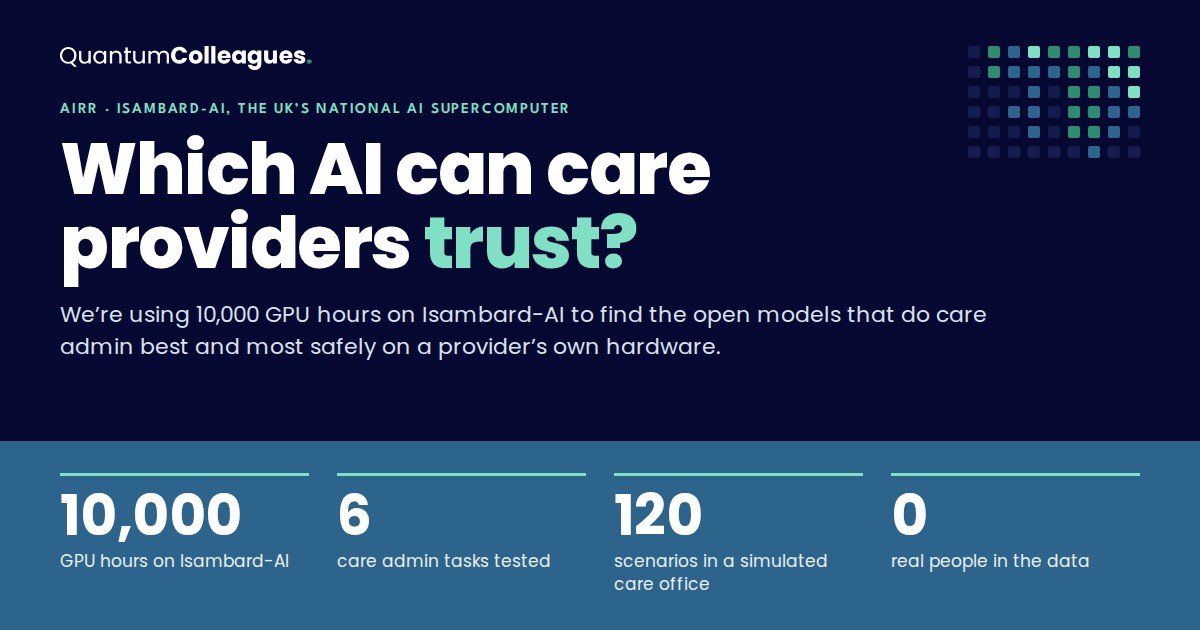 QuantumColleagues.
AIRR · ISAMBARD-AI, THE UK’S NATIONAL AI SUPERCOMPUTER
Which AI can care
providers trust?
We’re using 10,000 GPU hours on Isambard-AI to find the open models that do care
admin best and most safely on a provider’s own hardware.
10,000
GPU hours on Isambard-AI
6
care admin tasks tested
120
scenarios in a simulated
care office
0
real people in the data